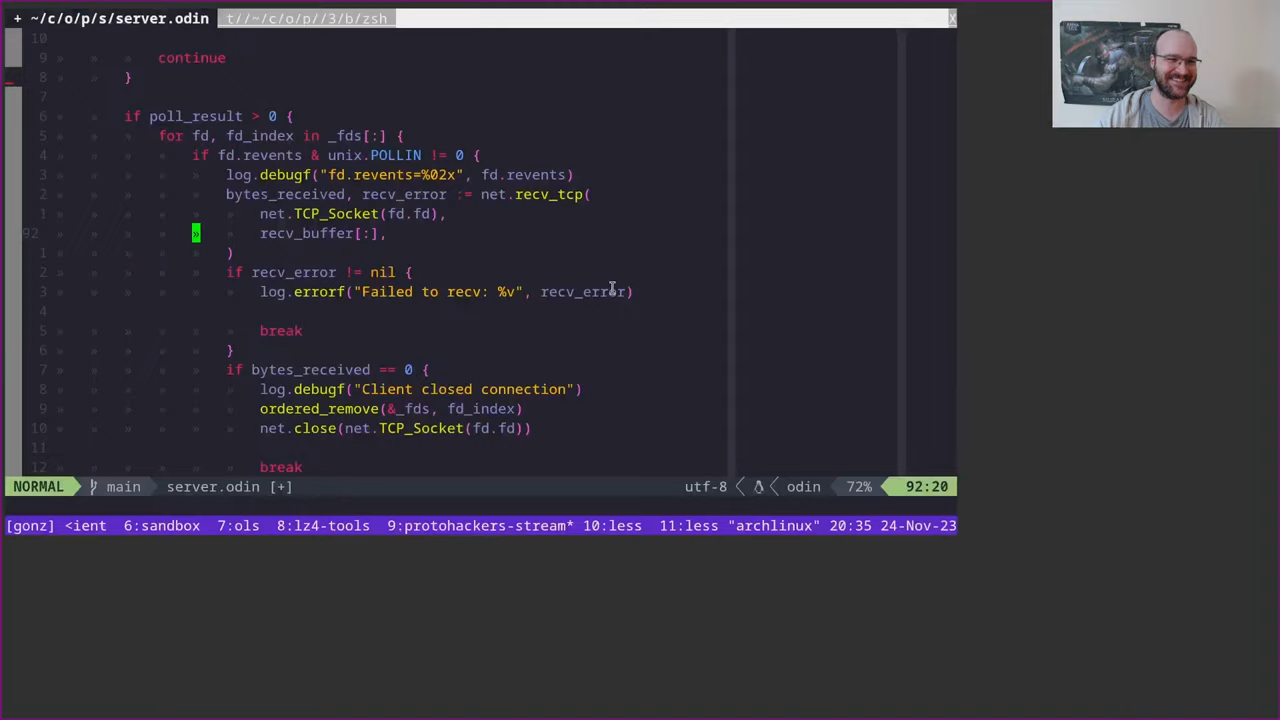 + ~/c/o/p/s/server.odin t//~/c/o/p//3/b/zsh X
10
9 » » continue
8 » » }
7
6 » » if poll_result > 0 {
5 » » » for fd, fd_index in _fds[:] {
4 » » » » if fd.revents & unix.POLLIN != 0 {
3 » » » » » log.debugf("fd.revents=%02x", fd.revents)
2 » » » » » bytes_received, recv_error := net.recv_tcp(
1 » » » » » » net.TCP_Socket(fd.fd),
92 » » » » » » recv_buffer[:],
1 » » » » » )
2 » » » » » if recv_error != nil {
3 » » » » » » log.errorf("Failed to recv: %v", recv_error)
4 » » » » » »
5 » » » » » » break
6 » » » » » }
7 » » » » » if bytes_received == 0 {
8 » » » » » » log.debugf("Client closed connection")
9 » » » » » » ordered_remove(&_fds, fd_index)
10 » » » » » » net.close(net.TCP_Socket(fd.fd))
11 » » » » » »
12 » » » » » » break
NORMAL main server.odin [+] utf-8 odin 72% 92:20
[gonz] <ient 6:sandbox 7:ols 8:lz4-tools 9:protohackers-stream* 10:less 11:less "archlinux" 20:35 24-Nov-23